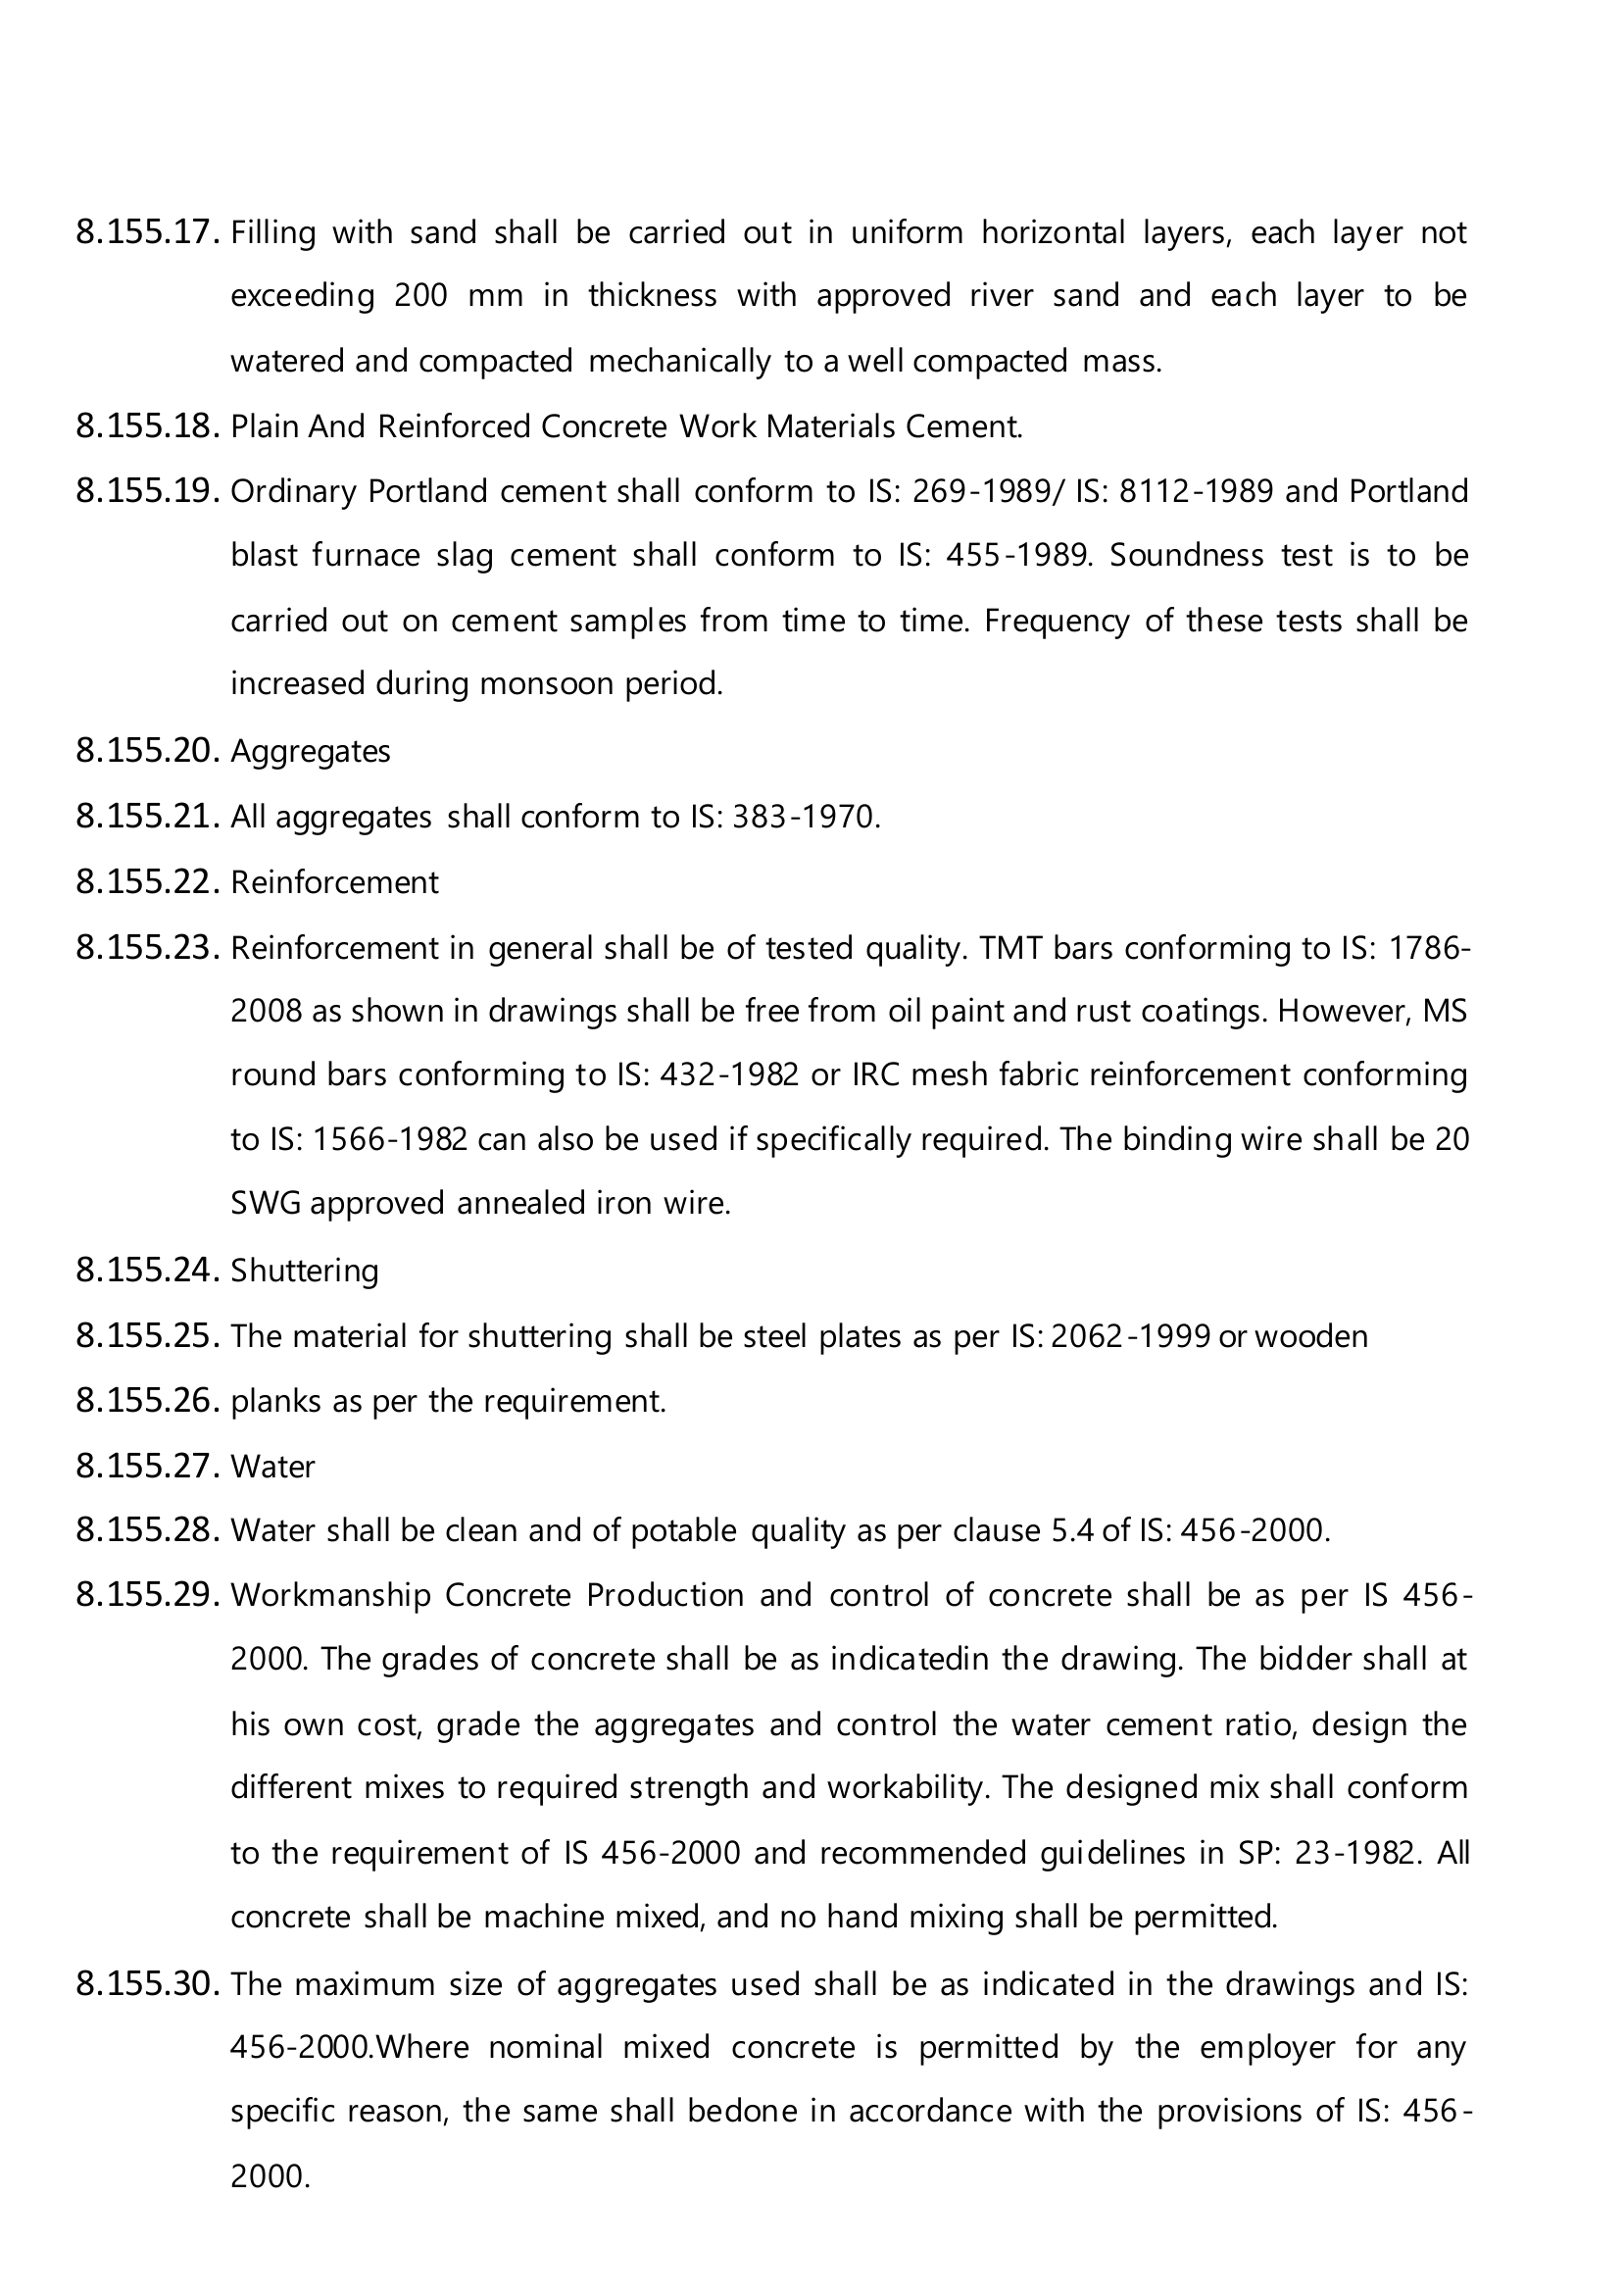 8.155.17. Filling with sand shall be carried out in uniform horizontal layers, each layer not
exceeding 200 mm in thickness with approved river sand and each layer to be
watered and compacted mechanically to a well compacted mass.
8.155.18. Plain And Reinforced Concrete Work Materials Cement.
8.155.19. Ordinary Portland cement shall conform to IS: 269-1989/ IS: 8112-1989 and Portland
blast furnace slag cement shall conform to IS: 455-1989. Soundness test is to be
carried out on cement samples from time to time. Frequency of these tests shall be
increased during monsoon period.
8.155.20. Aggregates
8.155.21. All aggregates shall conform to IS: 383-1970.
8.155.22. Reinforcement
8.155.23. Reinforcement in general shall be of tested quality. TMT bars conforming to IS: 1786-
2008 as shown in drawings shall be free from oil paint and rust coatings. However, MS
round bars conforming to IS: 432-1982 or IRC mesh fabric reinforcement conforming
to IS: 1566-1982 can also be used if specifically required. The binding wire shall be 20
SWG approved annealed iron wire.
8.155.24. Shuttering
8.155.25. The material for shuttering shall be steel plates as per IS: 2062-1999 or wooden
8.155.26. planks as per the requirement.
8.155.27. Water
8.155.28. Water shall be clean and of potable quality as per clause 5.4 of IS: 456-2000.
8.155.29. Workmanship Concrete Production and control of concrete shall be as per IS 456-
2000. The grades of concrete shall be as indicatedin the drawing. The bidder shall at
his own cost, grade the aggregates and control the water cement ratio, design the
different mixes to required strength and workability. The designed mix shall conform
to the requirement of IS 456-2000 and recommended guidelines in SP: 23-1982. All
concrete shall be machine mixed, and no hand mixing shall be permitted.
8.155.30. The maximum size of aggregates used shall be as indicated in the drawings and IS:
456-2000.Where nominal mixed concrete is permitted by the employer for any
specific reason, the same shall bedone in accordance with the provisions of IS: 456-
2000.